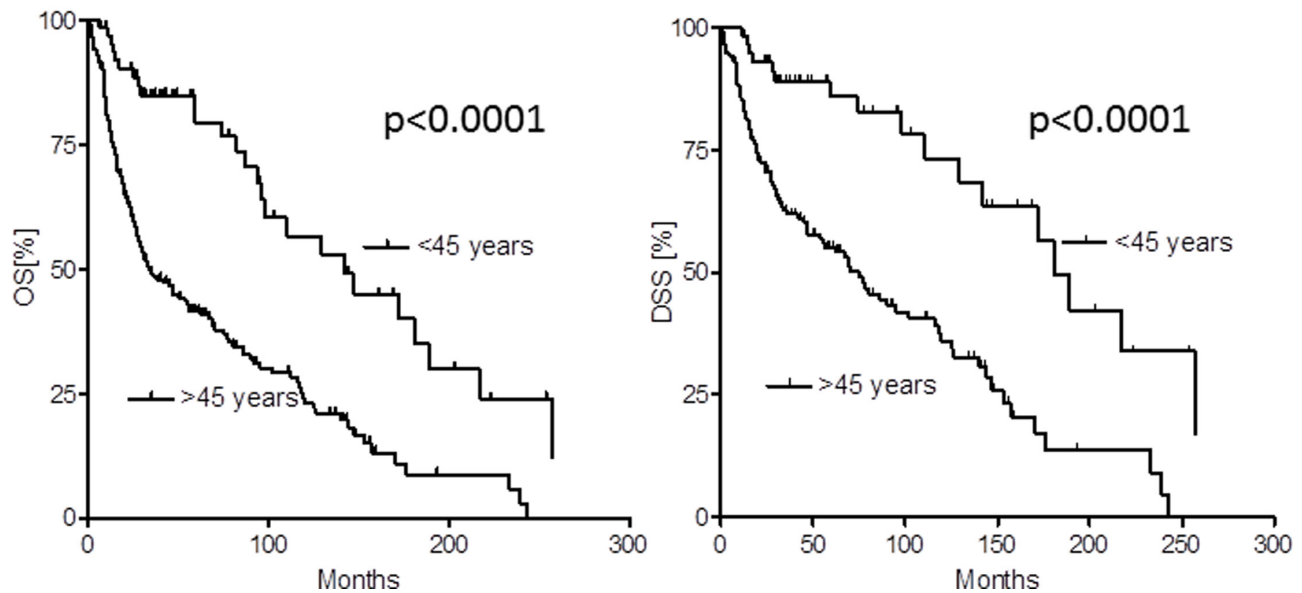 100
75
50
25
0
OS[%]
p<0.0001
<45 years
>45 years
0 100 200 300
Months
100
75
50
25
0
DSS [%]
p<0.0001
<45 years
>45 years
0 50 100 150 200 250 300
Months